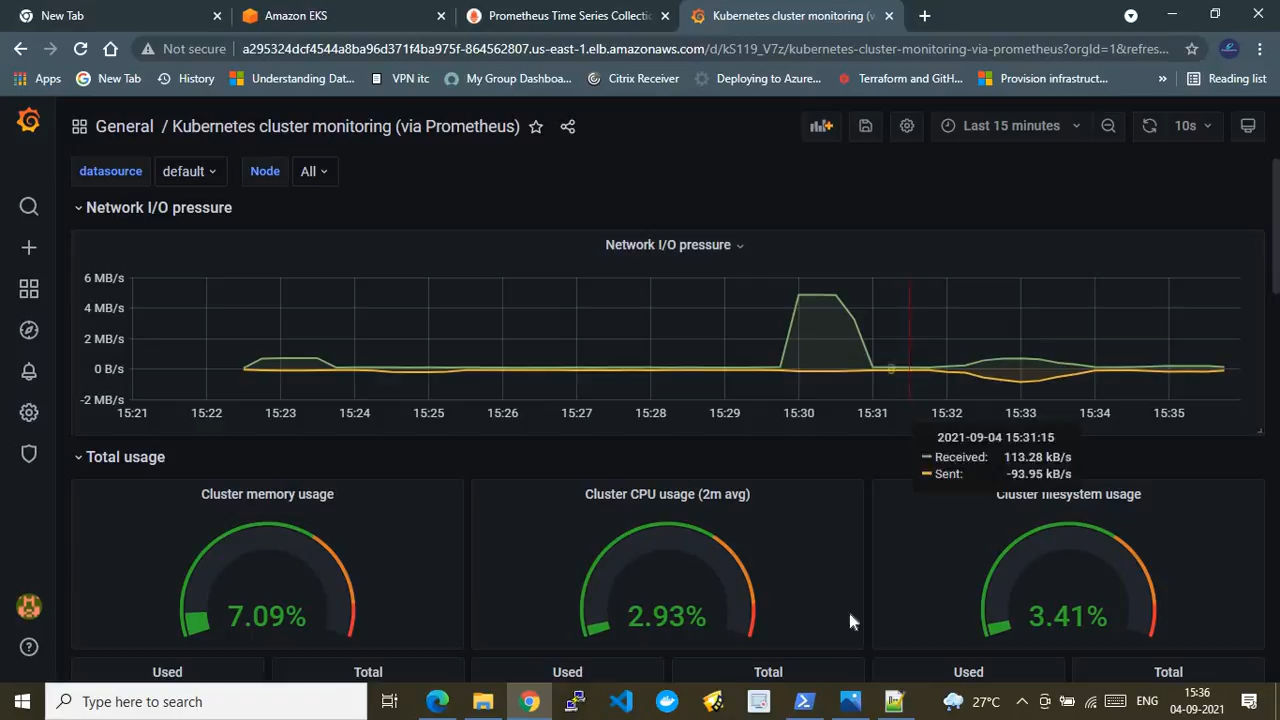 New Tab
Amazon EKS
Prometheus Time Series Collectio
Kubernetes cluster monitoring (v
Not secure
a295324dcf4544a8ba96d371f4ba975f-864562807.us-east-1.elb.amazonaws.com/d/kS119_V7z/kubernetes-cluster-monitoring-via-prometheus?orgId=1&refres...
Apps
New Tab
History
Understanding Dat...
VPN itc
My Group Dashboa...
Citrix Receiver
Deploying to Azure...
Terraform and GitH...
Provision infrastruct...
»
Reading list
General / Kubernetes cluster monitoring (via Prometheus)
Last 15 minutes
10s
datasource
default
Node
All
Network I/O pressure
Network I/O pressure
6 MB/s
4 MB/s
2 MB/s
0 B/s
-2 MB/s
15:21
15:22
15:23
15:24
15:25
15:26
15:27
15:28
15:29
15:30
15:31
15:32
15:33
15:34
15:35
2021-09-04 15:31:15
Received: 113.28 kB/s
Sent: -93.95 kB/s
Total usage
Cluster memory usage
Cluster CPU usage (2m avg)
Cluster filesystem usage
7.09%
2.93%
3.41%
Used
Total
Used
Total
Used
Total
Type here to search
27°C
ENG
15:36
04-09-2021